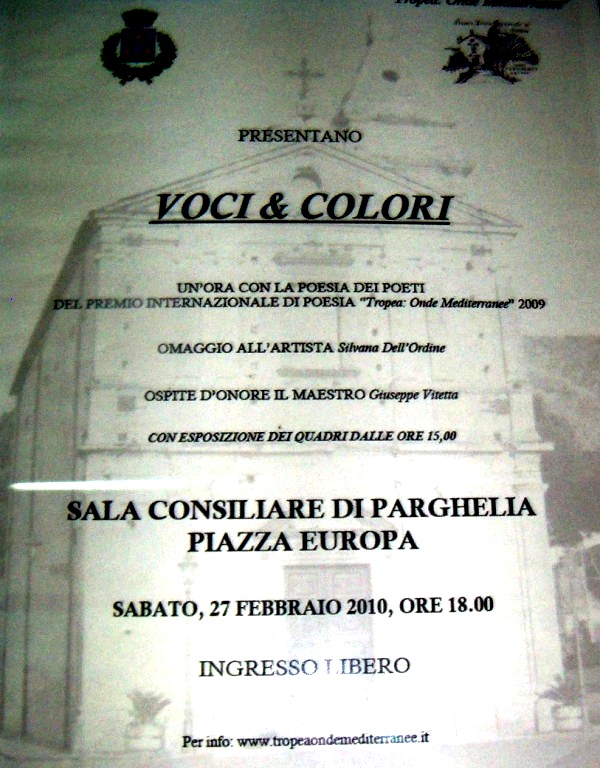 Tropea: Onde Mediterranee"
PRESENTANO
VOCI & COLORI
UN'ORA CON LA POESIA DEI POETI
DEL PREMIO INTERNAZIONALE DI POESIA "Tropea: Onde Mediterranee" 2009
OMAGGIO ALL'ARTISTA Silvana Dell'Ordine
OSPITE D'ONORE IL MAESTRO Giuseppe Vitetta
CON ESPOSIZIONE DEI QUADRI DALLE ORE 15,00
SALA CONSILIARE DI PARGHELIA
PIAZZA EUROPA
SABATO, 27 FEBBRAIO 2010, ORE 18.00
INGRESSO LIBERO
Per info: www.tropeaondemediterranee.it